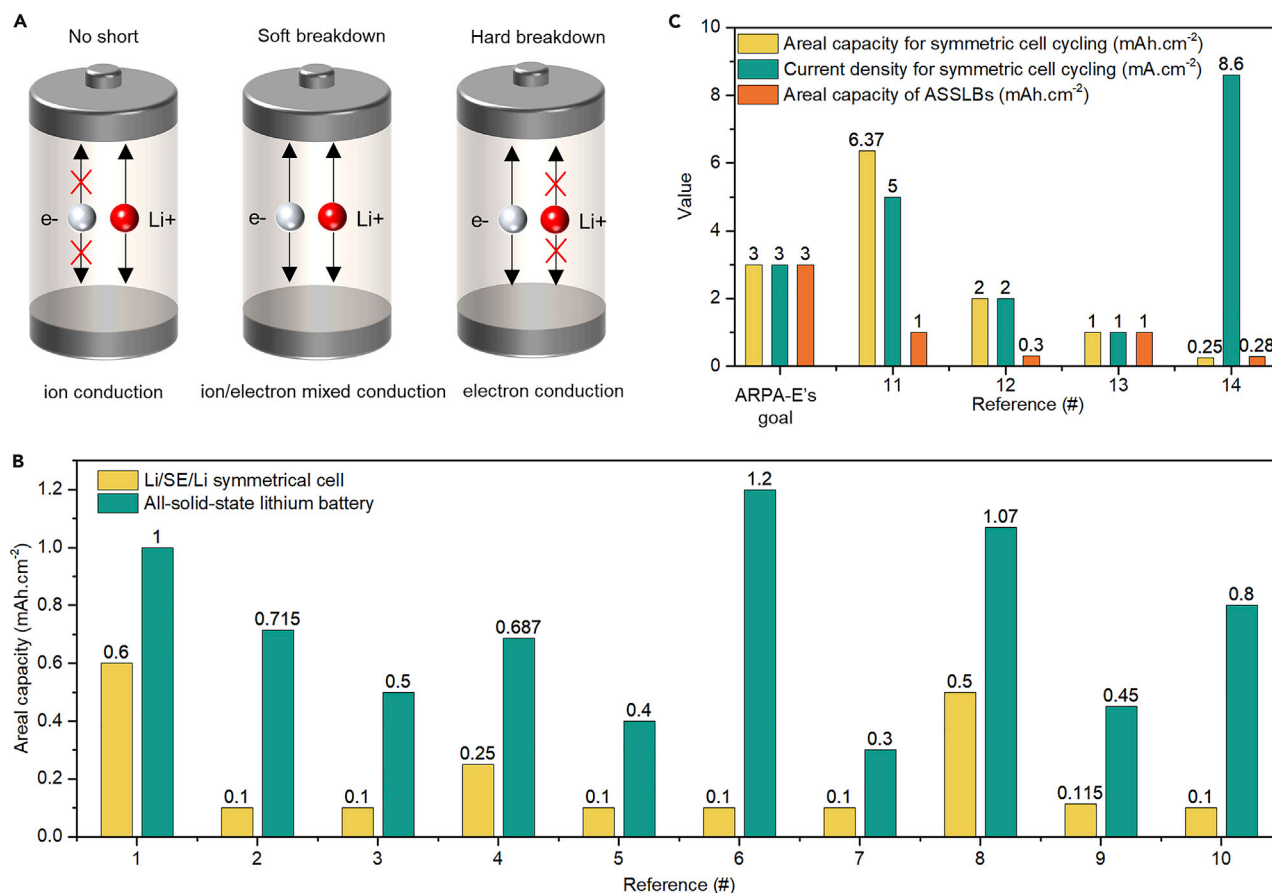 A
No short
Soft breakdown
Hard breakdown
e-
Li+
e-
Li+
e-
Li+
ion conduction
ion/electron mixed conduction
electron conduction
C
Areal capacity for symmetric cell cycling (mAh.cm⁻²)
Current density for symmetric cell cycling (mA.cm⁻²)
Areal capacity of ASSLBs (mAh.cm⁻²)
Value
10
8
6
4
2
0
3
3
3
6.37
5
1
2
2
0.3
1
1
1
0.25
8.6
0.28
ARPA-E's
goal
11
12
13
14
Reference (#)
B
Li/SE/Li symmetrical cell
All-solid-state lithium battery
Areal capacity (mAh.cm⁻²)
1.2
1.0
0.8
0.6
0.4
0.2
0.0
0.6
1
0.1
0.715
0.1
0.5
0.25
0.687
0.1
0.4
0.1
1.2
0.1
0.3
0.5
1.07
0.115
0.45
0.1
0.8
1
2
3
4
5
6
7
8
9
10
Reference (#)